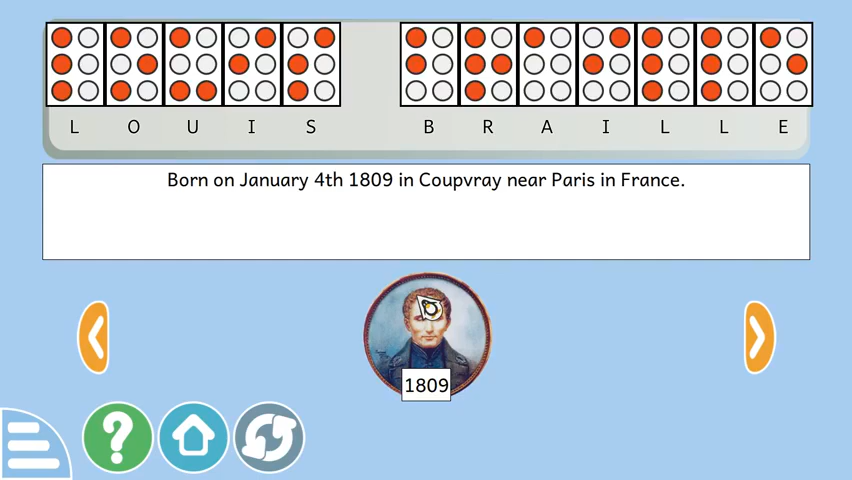 L O U I S B R A I L L E
Born on January 4th 1809 in Coupvray near Paris in France.
1809
?